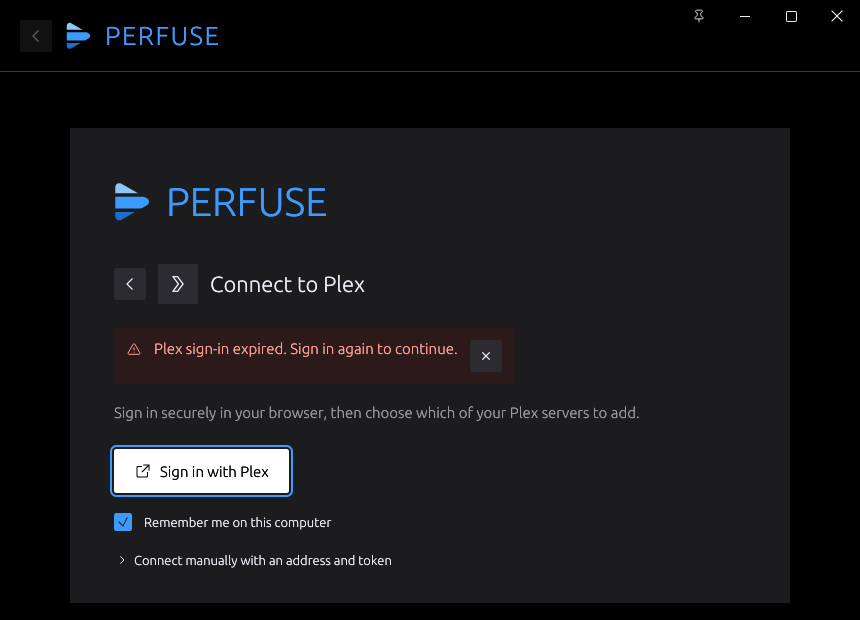 PERFUSE
PERFUSE
Connect to Plex
Plex sign-in expired. Sign in again to continue.
Sign in securely in your browser, then choose which of your Plex servers to add.
Sign in with Plex
Remember me on this computer
Connect manually with an address and token